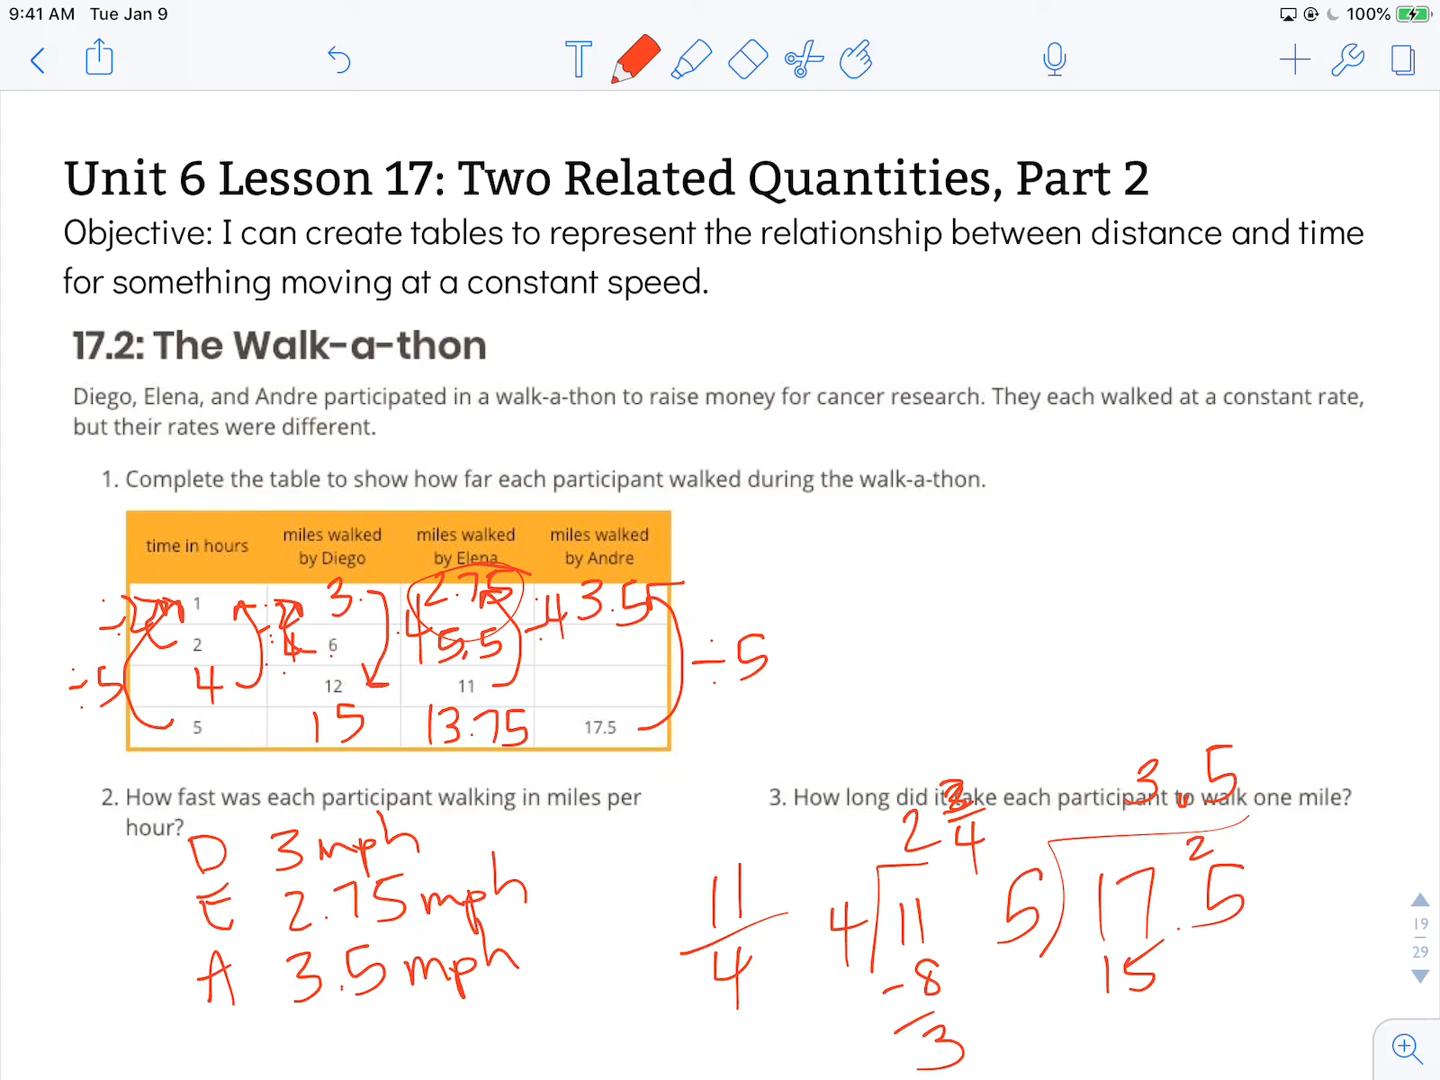 9:41 AM Tue Jan 9 100%
T
Unit 6 Lesson 17: Two Related Quantities, Part 2
Objective: I can create tables to represent the relationship between distance and time
for something moving at a constant speed.
17.2: The Walk-a-thon
Diego, Elena, and Andre participated in a walk-a-thon to raise money for cancer research. They each walked at a constant rate,
but their rates were different.
1. Complete the table to show how far each participant walked during the walk-a-thon.
time in hours miles walked by Diego miles walked by Elena miles walked by Andre
1 3 2.75 3.5
2 6 5.5
4 12 11
5 15 13.75 17.5
÷5
÷5
÷4
2. How fast was each participant walking in miles per
hour?
D 3 mph
E 2.75 mph
A 3.5 mph
3. How long did it take each participant to walk one mile?
11
4
2 3/4
4 11
-8
3
3.5
5 17.5
2
15
19
29